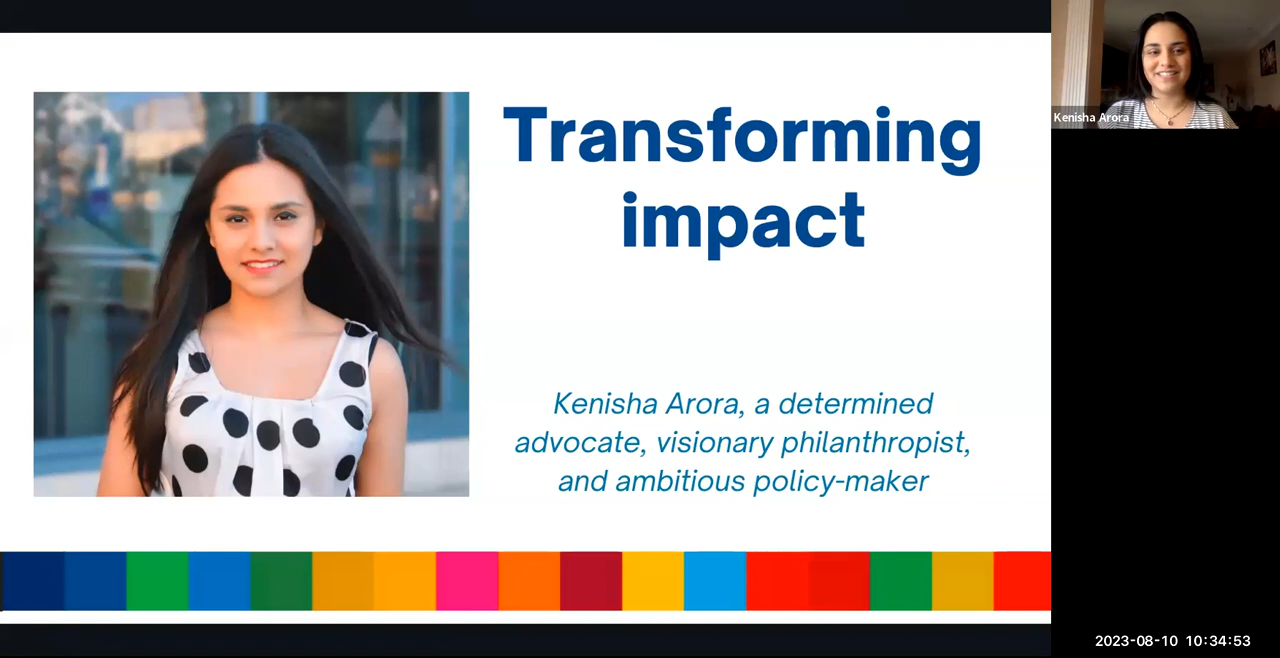 Transforming
impact
Kenisha Arora, a determined
advocate, visionary philanthropist,
and ambitious policy-maker
Kenisha Arora
2023-08-10 10:34:53